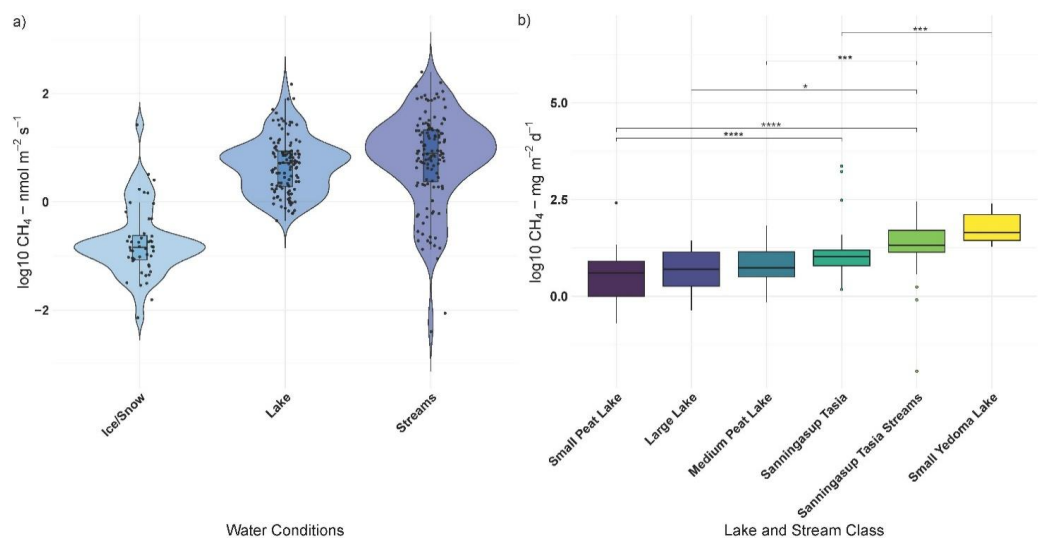 a)
log10 CH₄ – nmol m⁻² s⁻¹
2
0
−2
Ice/Snow
Lake
Streams
Water Conditions
b)
log10 CH₄ – mg m⁻² d⁻¹
5.0
2.5
0.0
***
***
*
****
****
Small Peat Lake
Large Lake
Medium Peat Lake
Sanningasup Tasia
Sanningasup Tasia Streams
Small Yedoma Lake
Lake and Stream Class